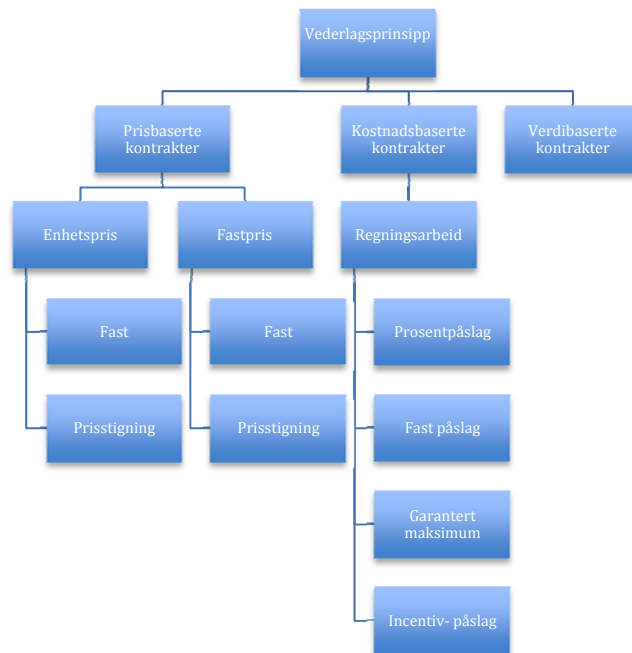 Vederlagsprinsipp
Prisbaserte
kontrakter
Kostnadsbaserte
kontrakter
Verdibaserte
kontrakter
Enhetspris
Fastpris
Regningsarbeid
Fast
Fast
Prosentpåslag
Prisstigning
Prisstigning
Fast påslag
Garantert
maksimum
Incentiv- påslag